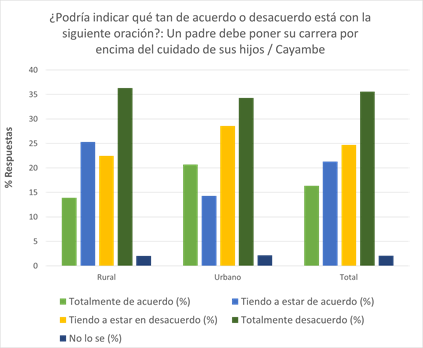 ¿Podría indicar qué tan de acuerdo o desacuerdo está con la
siguiente oración?: Un padre debe poner su carrera por
encima del cuidado de sus hijos / Cayambe
40
35
30
25
20
15
10
5
0
% Respuestas
Rural Urbano Total
Totalmente de acuerdo (%) Tiendo a estar de acuerdo (%)
Tiendo a estar en desacuerdo (%) Totalmente desacuerdo (%)
No lo se (%)